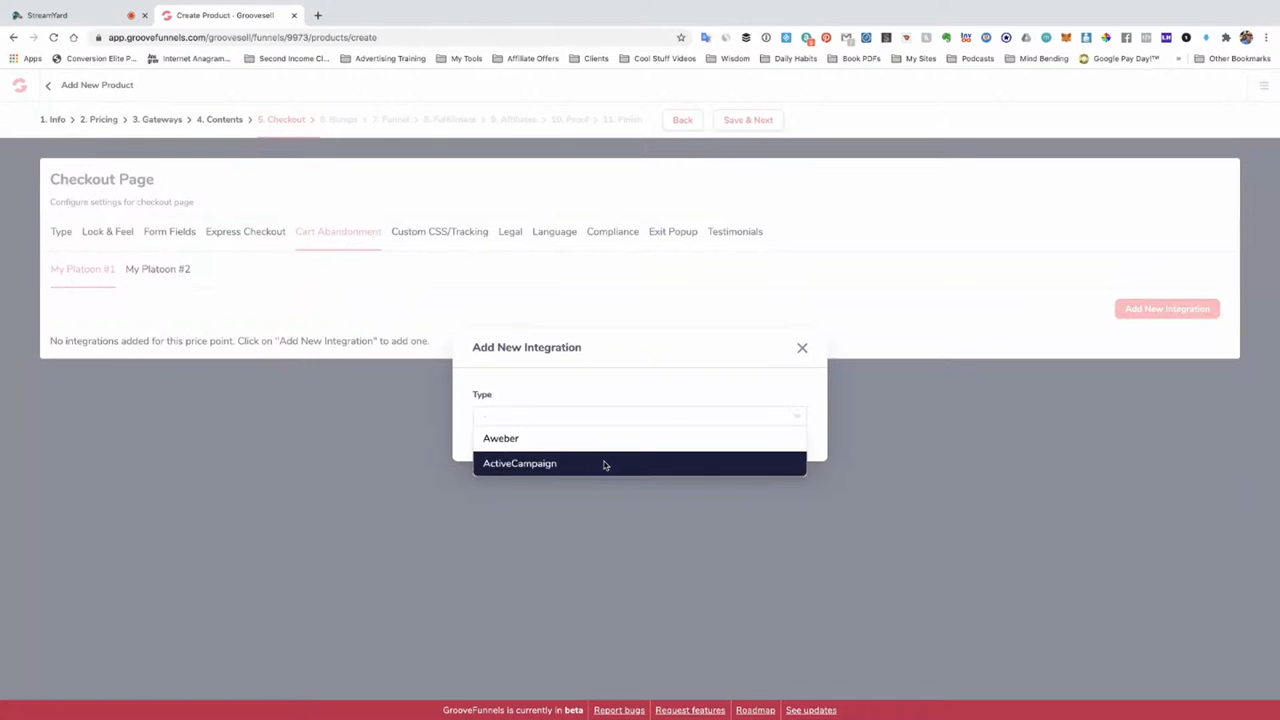 StreamYard
Create Product - Groovesell
app.groovefunnels.com/groovesell/funnels/9973/products/create
Apps
Conversion Elite P...
Internet Anagram...
Second Income Cl...
Advertising Training
My Tools
Affiliate Offers
Clients
Cool Stuff Videos
Wisdom
Daily Habits
Book PDFs
My Sites
Podcasts
Mind Bending
Google Pay Day!™
»
Other Bookmarks
Add New Product
1. Info > 2. Pricing > 3. Gateways > 4. Contents > 5. Checkout > 6. Bumps > 7. Funnel > 8. Fulfillment > 9. Affiliates > 10. Proof > 11. Finish
Back
Save & Next
Checkout Page
Configure settings for checkout page
Type Look & Feel Form Fields Express Checkout Cart Abandonment Custom CSS/Tracking Legal Language Compliance Exit Popup Testimonials
My Platoon #1 My Platoon #2
Add New Integration
No integrations added for this price point. Click on "Add New Integration" to add one.
Add New Integration
Type
Aweber
ActiveCampaign
GrooveFunnels is currently in beta Report bugs Request features Roadmap See updates